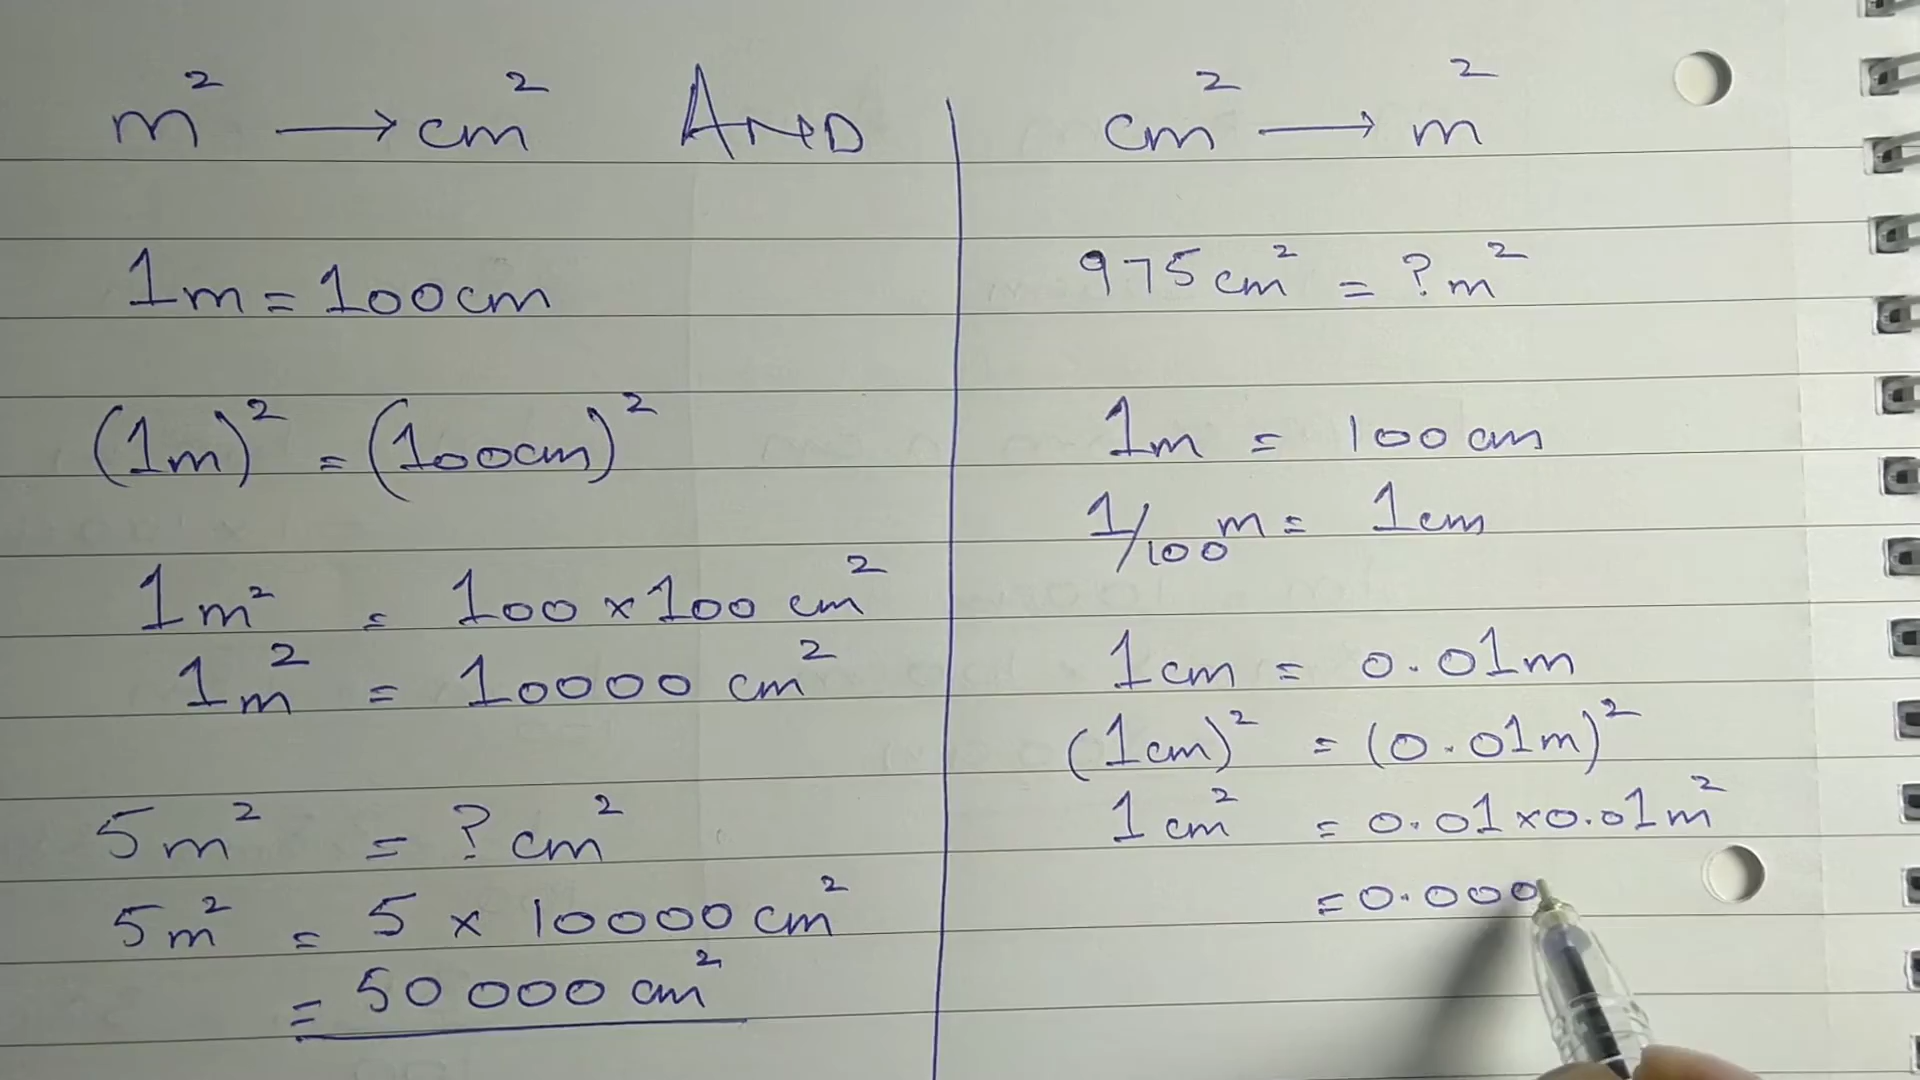 m² → cm² AND
1m = 100cm
(1m)² = (100cm)²
1m² = 100 × 100 cm²
1m² = 10000 cm²
5m² = ? cm²
5m² = 5 × 10000 cm²
= 50 000 cm²
cm² → m²
975 cm² = ? m²
1m = 100 cm
1/100 m = 1cm
1cm = 0.01m
(1cm)² = (0.01m)²
1cm² = 0.01 × 0.01m²
= 0.000